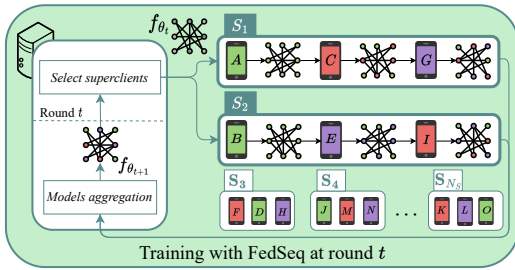 f_{θ_t}
S_1
A C G
Select superclients
Round t
S_2
B E I
f_{θ_{t+1}}
Models aggregation
S_3 S_4 S_{N_S}
F D H J M N . . . K L O
Training with FedSeq at round t